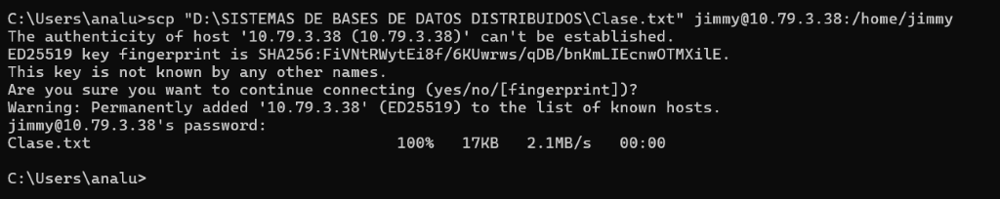 C:\Users\analu>scp "D:\SISTEMAS DE BASES DE DATOS DISTRIBUIDOS\Clase.txt" jimmy@10.79.3.38:/home/jimmy
The authenticity of host '10.79.3.38 (10.79.3.38)' can't be established.
ED25519 key fingerprint is SHA256:FiVNtRWytEi8f/6KUwrws/qDB/bnKmLIEcnwOTMXilE.
This key is not known by any other names.
Are you sure you want to continue connecting (yes/no/[fingerprint])?
Warning: Permanently added '10.79.3.38' (ED25519) to the list of known hosts.
jimmy@10.79.3.38's password:
Clase.txt 100% 17KB 2.1MB/s 00:00
C:\Users\analu>